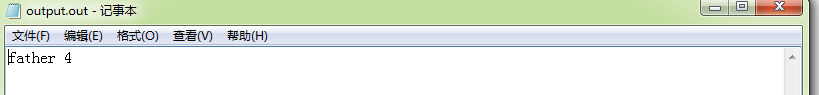 output.out - 记事本
文件(F) 编辑(E) 格式(O) 查看(V) 帮助(H)
father 4